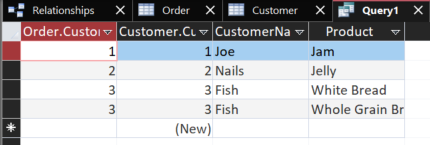 Relationships Order Customer Query1
Order.Custor Customer.Cu CustomerNa Product
1 1 Joe Jam
2 2 Nails Jelly
3 3 Fish White Bread
3 3 Fish Whole Grain Br
(New)